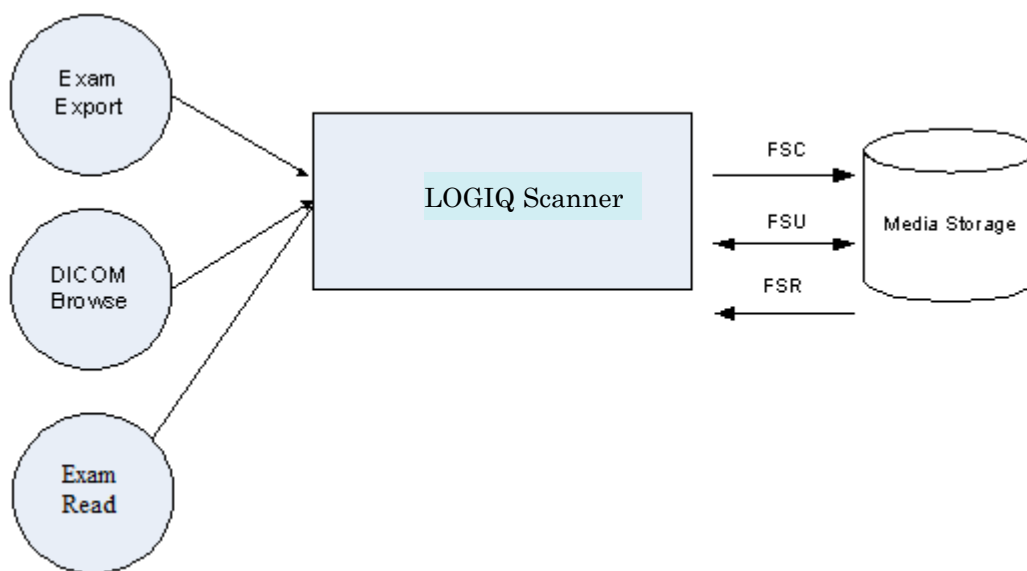 Exam
Export
LOGIQ Scanner
DICOM
Browse
Exam
Read
FSC
FSU
FSR
Media Storage